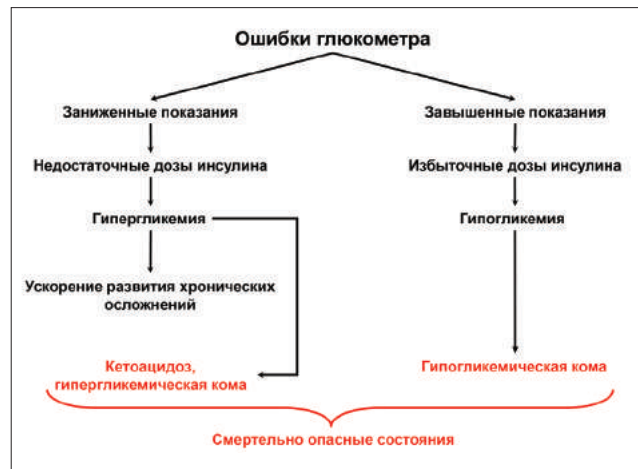 Ошибки глюкометра
Заниженные показания
Завышенные показания
Недостаточные дозы инсулина
Избыточные дозы инсулина
Гипергликемия
Гипогликемия
Ускорение развития хронических
осложнений
Кетоацидоз,
гипергликемическая кома
Гипогликемическая кома
Смертельно опасные состояния